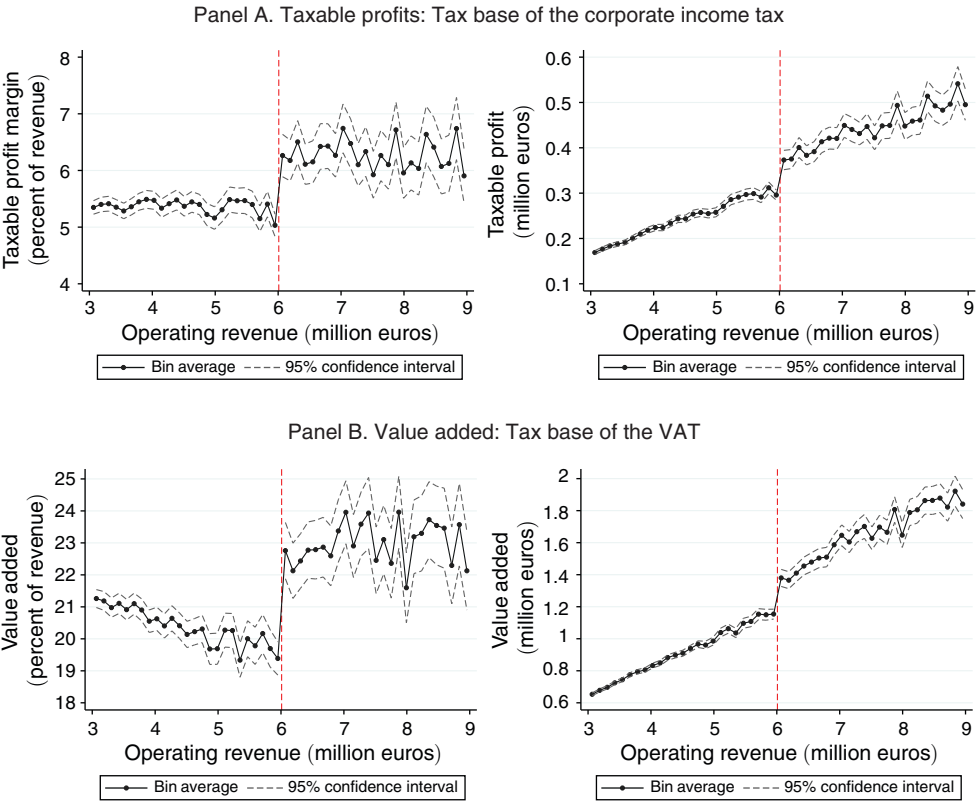 Panel A. Taxable profits: Tax base of the corporate income tax
Taxable profit margin
(percent of revenue)
8
7
6
5
4
3 4 5 6 7 8 9
Operating revenue (million euros)
Bin average 95% confidence interval
Taxable profit
(million euros)
0.6
0.5
0.4
0.3
0.2
0.1
3 4 5 6 7 8 9
Operating revenue (million euros)
Bin average 95% confidence interval
Panel B. Value added: Tax base of the VAT
Value added
(percent of revenue)
25
24
23
22
21
20
19
18
3 4 5 6 7 8 9
Operating revenue (million euros)
Bin average 95% confidence interval
Value added
(million euros)
2
1.8
1.6
1.4
1.2
1
0.8
0.6
3 4 5 6 7 8 9
Operating revenue (million euros)
Bin average 95% confidence interval